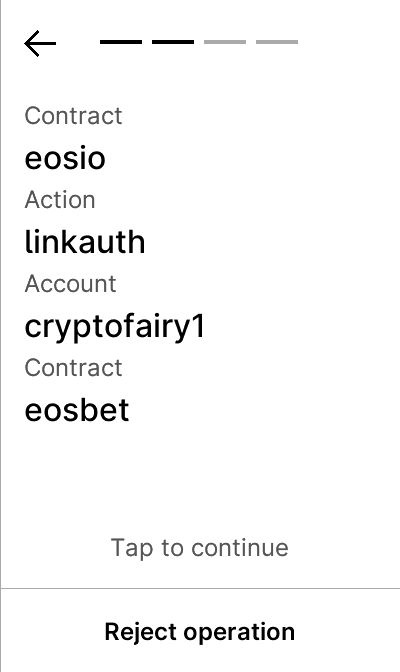 Contract
eosio
Action
linkauth
Account
cryptofairy1
Contract
eosbet
Tap to continue
Reject operation